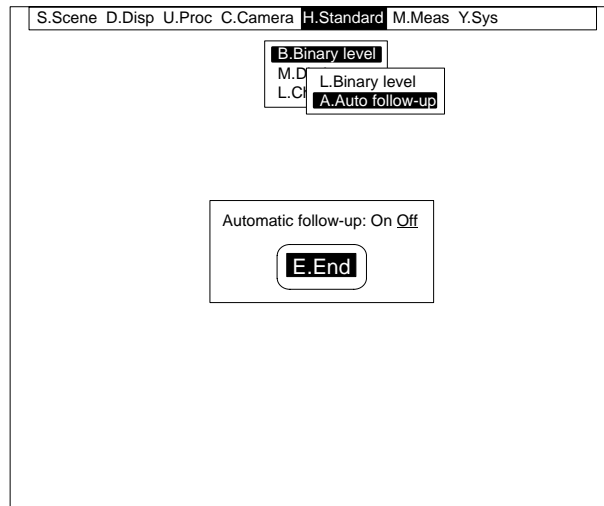 S.Scene D.Disp U.Proc C.Camera H.Standard M.Meas Y.Sys
B.Binary level
M.D
L.Binary level
L.Ch
A.Auto follow-up
Automatic follow-up: On Off
E.End